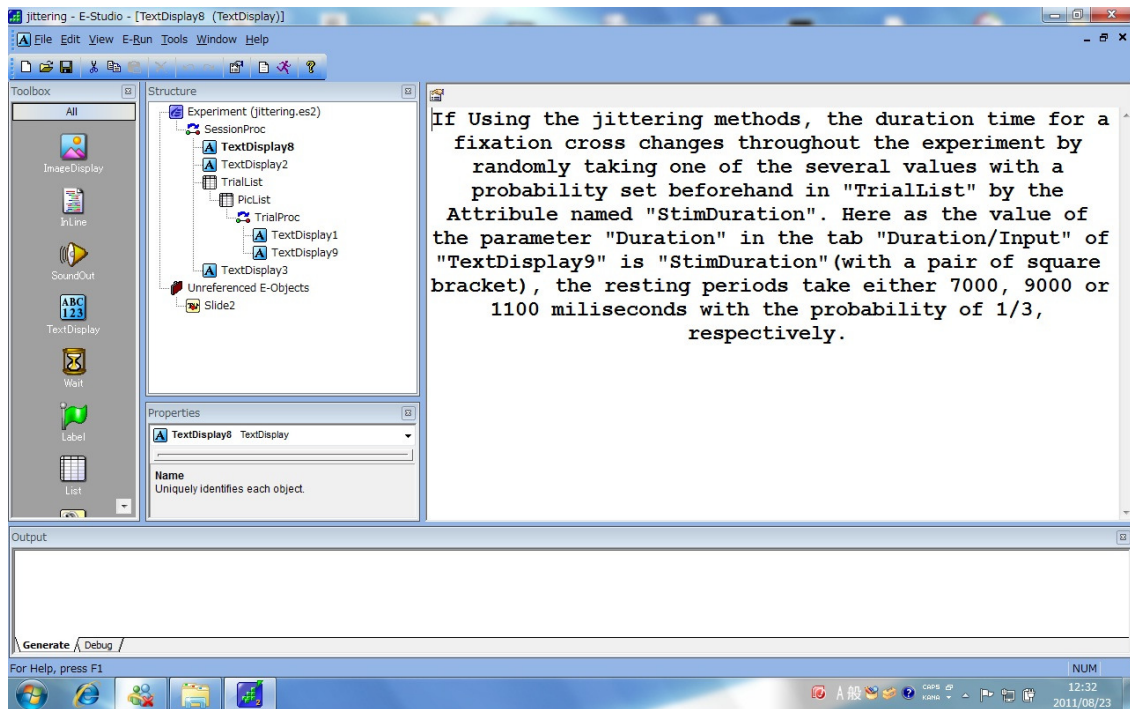 jittering - E-Studio - [TextDisplay8 (TextDisplay)]
File Edit View E-Run Tools Window Help
Toolbox
All
ImageDisplay
InLine
SoundOut
ABC
123
TextDisplay
Wait
Label
List
Structure
Experiment (jittering.es2)
SessionProc
TextDisplay8
TextDisplay2
TrialList
PicList
TrialProc
TextDisplay1
TextDisplay9
TextDisplay3
Unreferenced E-Objects
Slide2
Properties
TextDisplay8 TextDisplay
Name
Uniquely identifies each object.
If Using the jittering methods, the duration time for a
fixation cross changes throughout the experiment by
randomly taking one of the several values with a
probability set beforehand in "TrialList" by the
Attribule named "StimDuration". Here as the value of
the parameter "Duration" in the tab "Duration/Input" of
"TextDisplay9" is "StimDuration"(with a pair of square
bracket), the resting periods take either 7000, 9000 or
1100 miliseconds with the probability of 1/3,
respectively.
Output
Generate Debug
For Help, press F1
NUM
A 般 CAPS KANA
12:32
2011/08/23